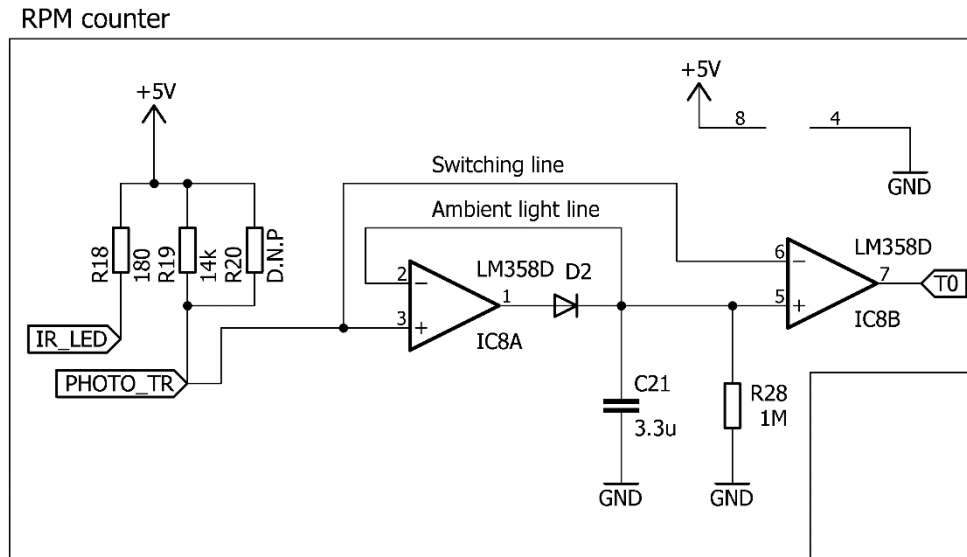 RPM counter
+5V
+5V
8
4
GND
Switching line
Ambient light line
R18
180
R19
14k
R20
D.N.P
LM358D
D2
2
3
1
IC8A
LM358D
6
5
7
T0
IC8B
IR_LED
PHOTO_TR
C21
3.3u
R28
1M
GND
GND